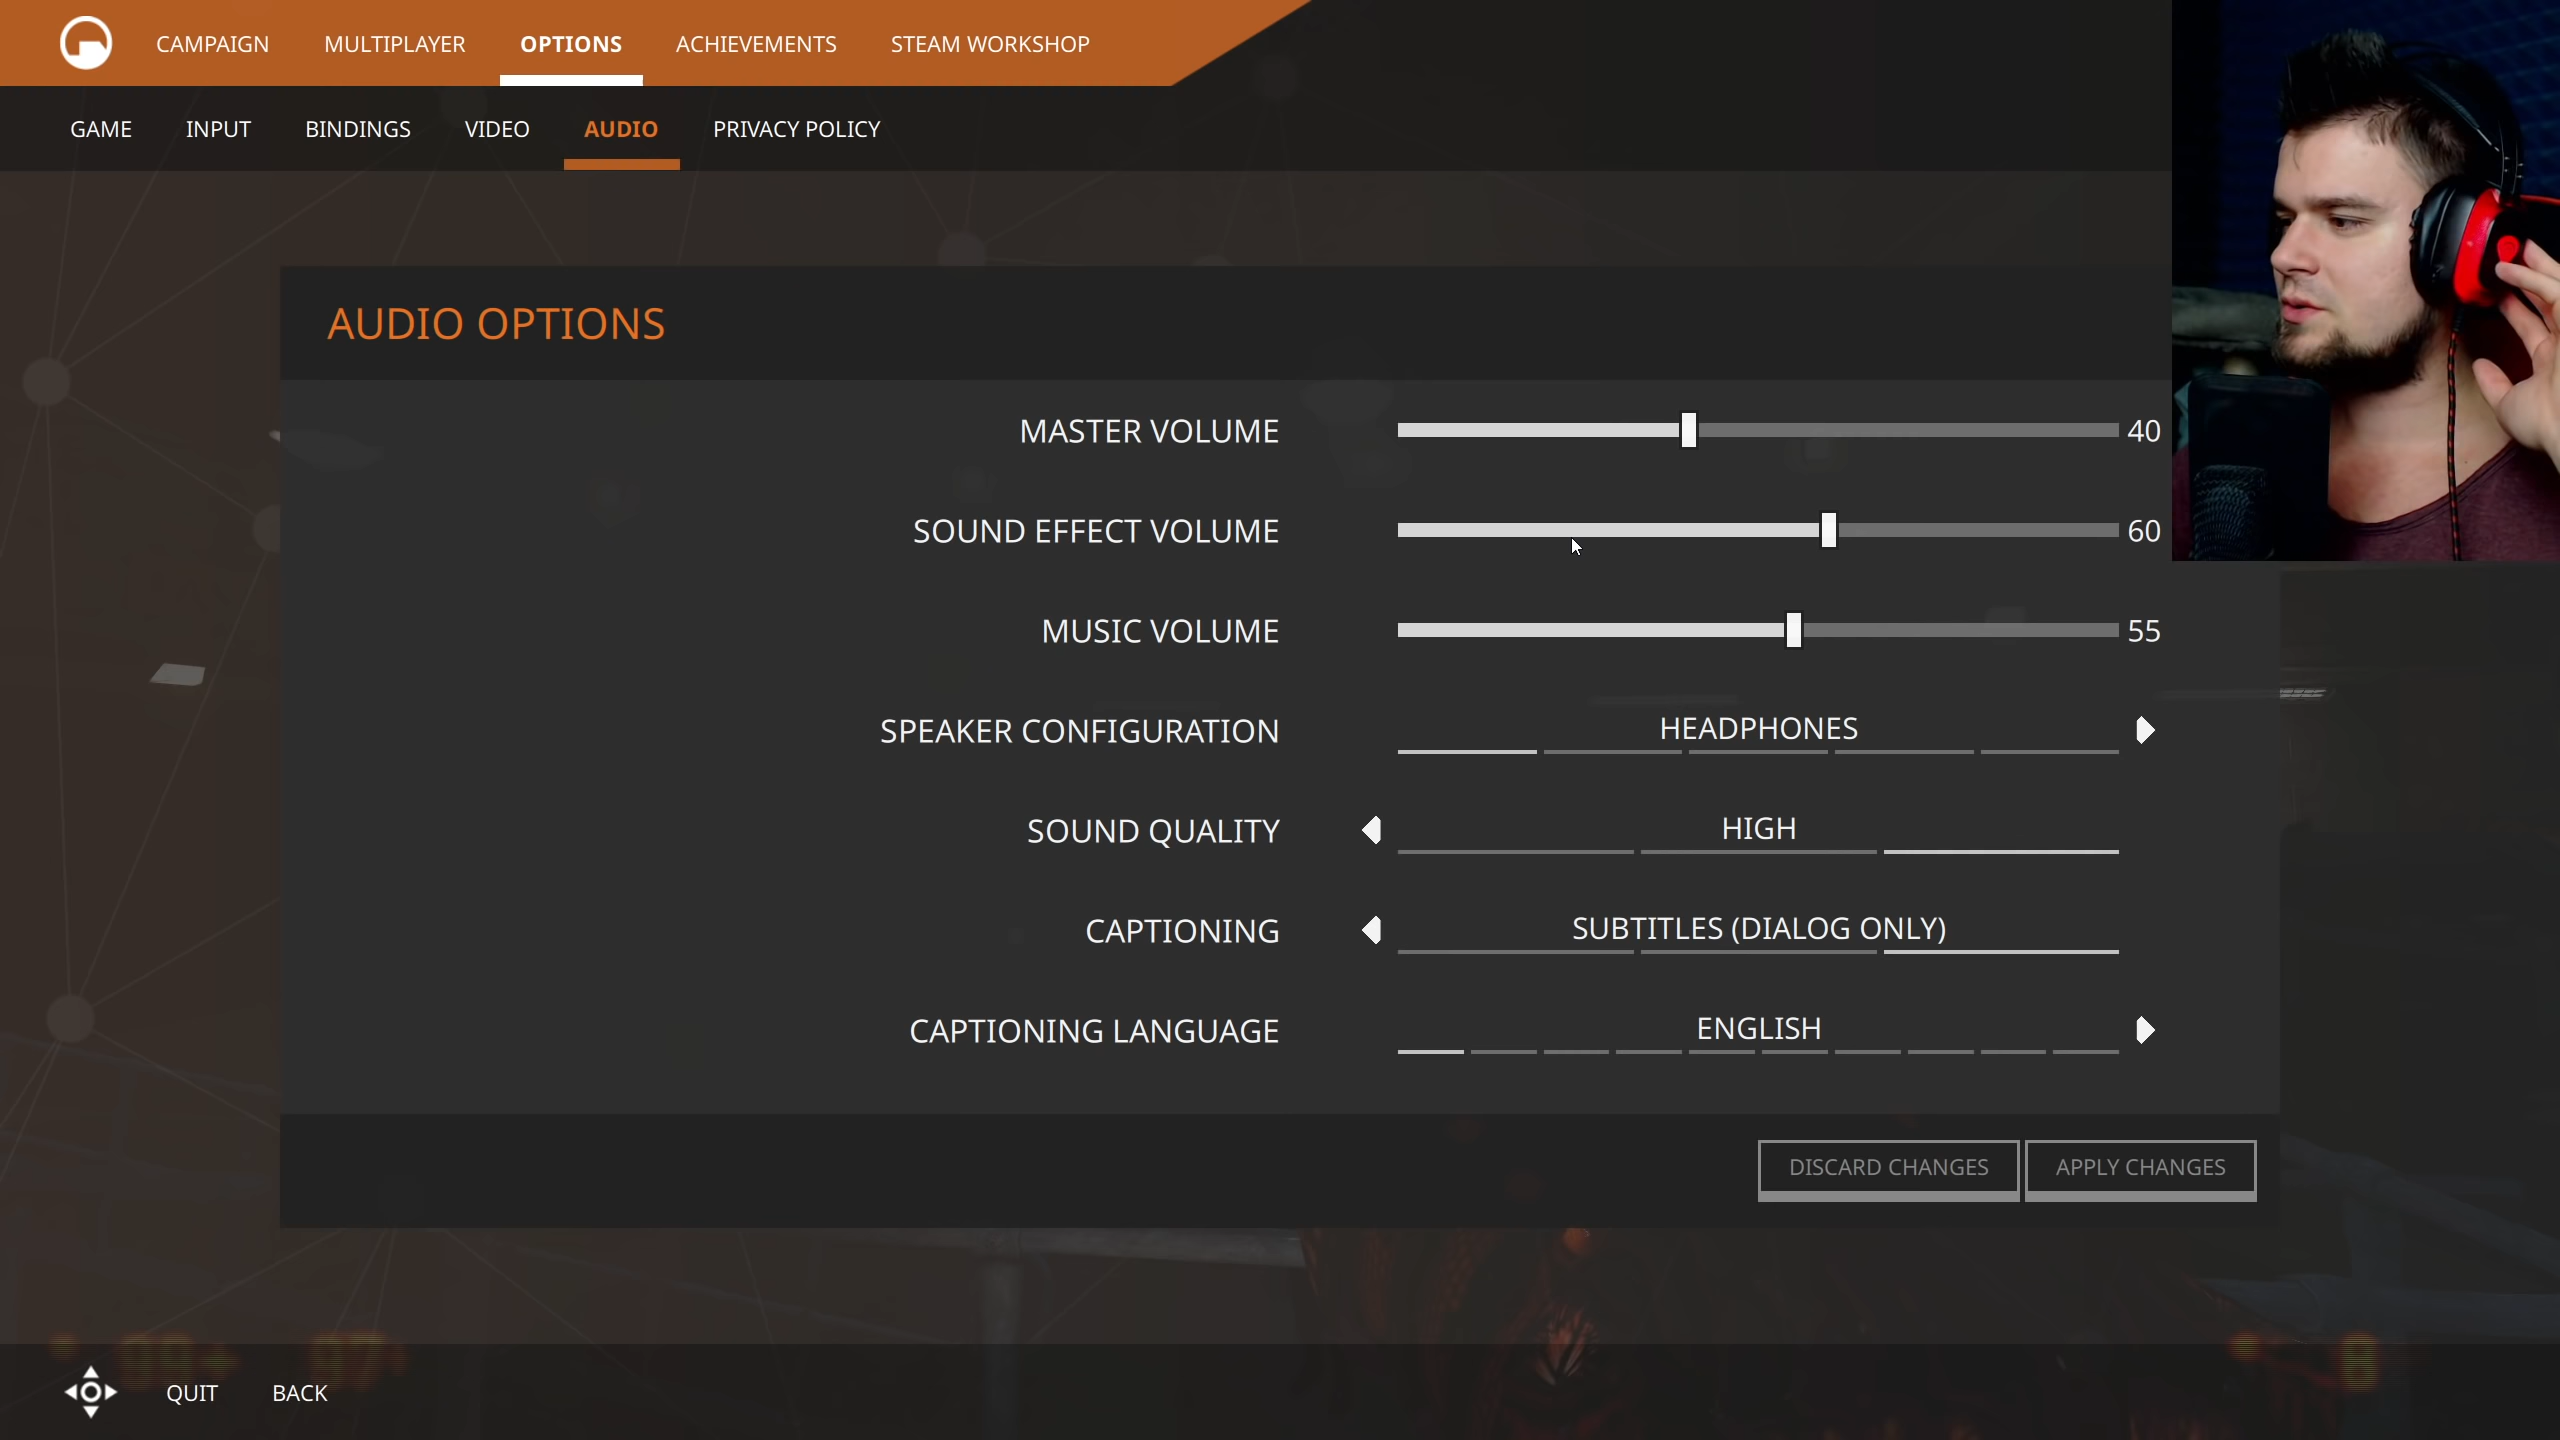 CAMPAIGN MULTIPLAYER OPTIONS ACHIEVEMENTS STEAM WORKSHOP
GAME INPUT BINDINGS VIDEO AUDIO PRIVACY POLICY
AUDIO OPTIONS
MASTER VOLUME 40
SOUND EFFECT VOLUME 60
MUSIC VOLUME 55
SPEAKER CONFIGURATION HEADPHONES
SOUND QUALITY HIGH
CAPTIONING SUBTITLES (DIALOG ONLY)
CAPTIONING LANGUAGE ENGLISH
DISCARD CHANGES APPLY CHANGES
QUIT BACK